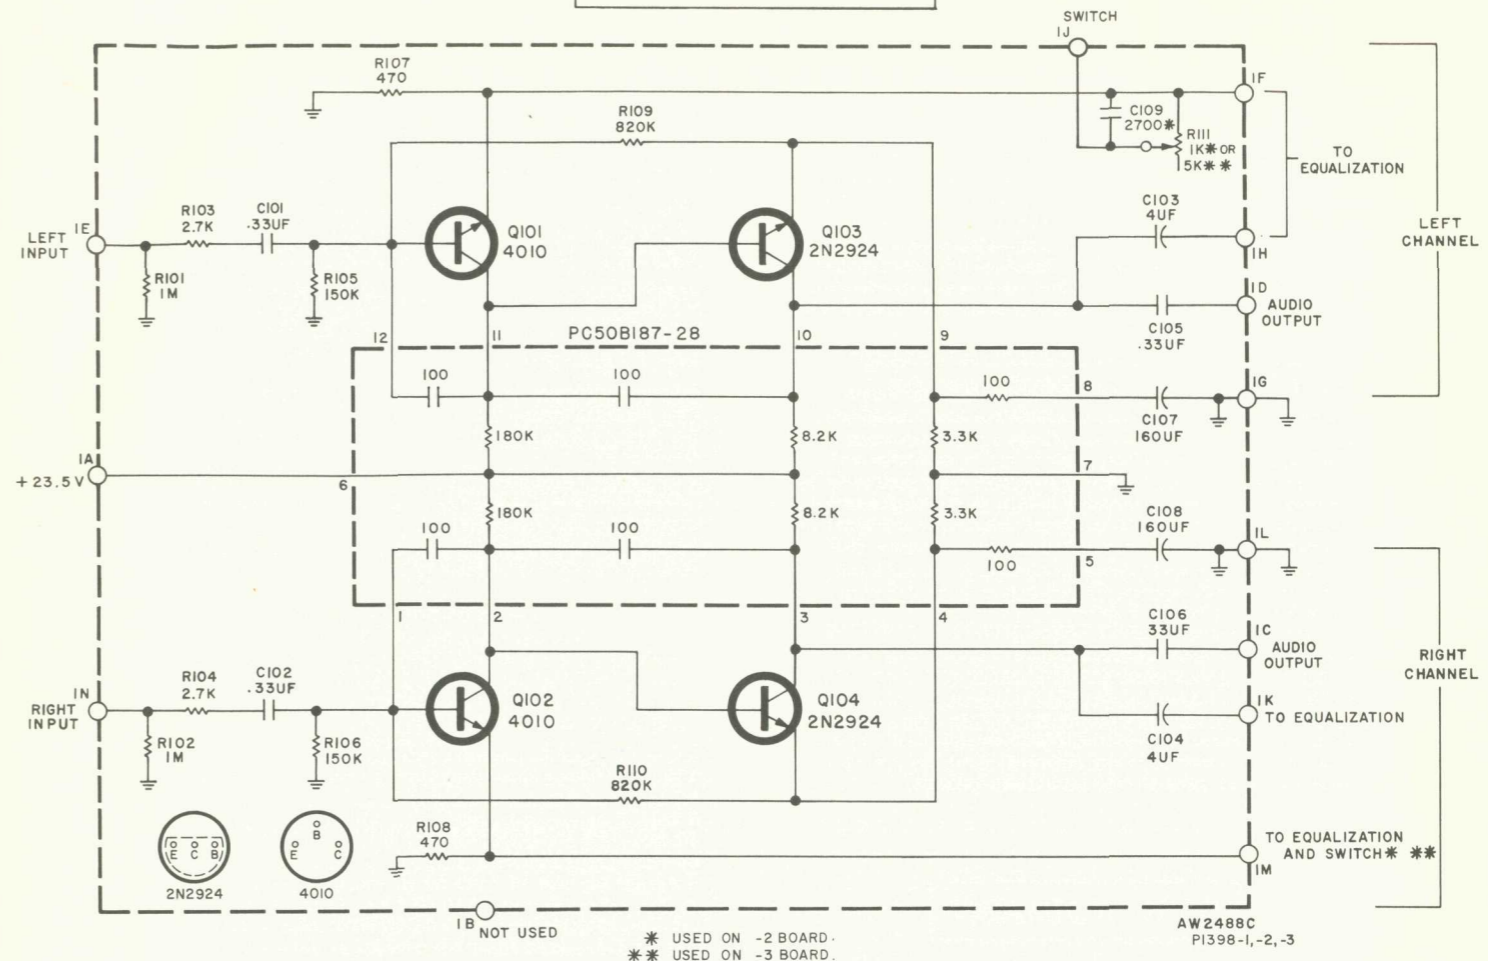 SWITCH
1J
R107
470
1F
R109
820K
C109
2700*
R111
1K* OR
5K**
TO
EQUALIZATION
C103
4UF
R103
2.7K
C101
.33UF
1E
LEFT
INPUT
Q101
4010
Q103
2N2924
LEFT
CHANNEL
1H
R101
1M
R105
150K
1D
AUDIO
OUTPUT
C105
.33UF
12
11
PC50B187-28
10
9
100
100
100
8
1G
C107
160UF
180K
8.2K
3.3K
1A
+23.5V
6
7
180K
8.2K
3.3K
100
100
C108
160UF
1L
100
5
1
2
3
4
C106
33UF
1C
AUDIO
OUTPUT
RIGHT
CHANNEL
R104
2.7K
C102
.33UF
1N
RIGHT
INPUT
Q102
4010
Q104
2N2924
1K
TO EQUALIZATION
R102
1M
R106
150K
C104
4UF
R110
820K
R108
470
B
E C B
E C
2N2924
4010
TO EQUALIZATION
AND SWITCH* **
1M
1B
NOT USED
AW2488C
P1398-1,-2,-3
* USED ON -2 BOARD.
** USED ON -3 BOARD.